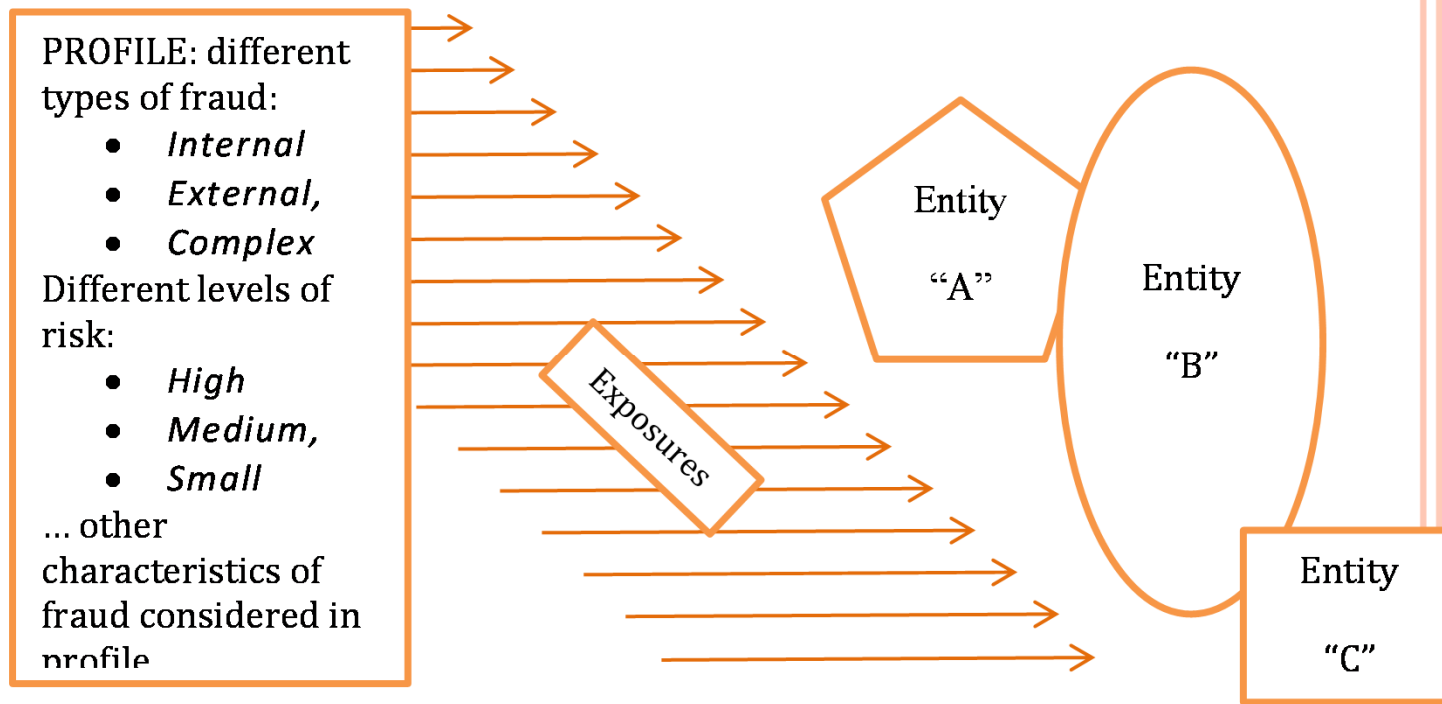 PROFILE: different
types of fraud:
• Internal
• External,
• Complex
Different levels of
risk:
• High
• Medium,
• Small
... other
characteristics of
fraud considered in
profile
Exposures
Entity
“A”
Entity
“B”
Entity
“C”